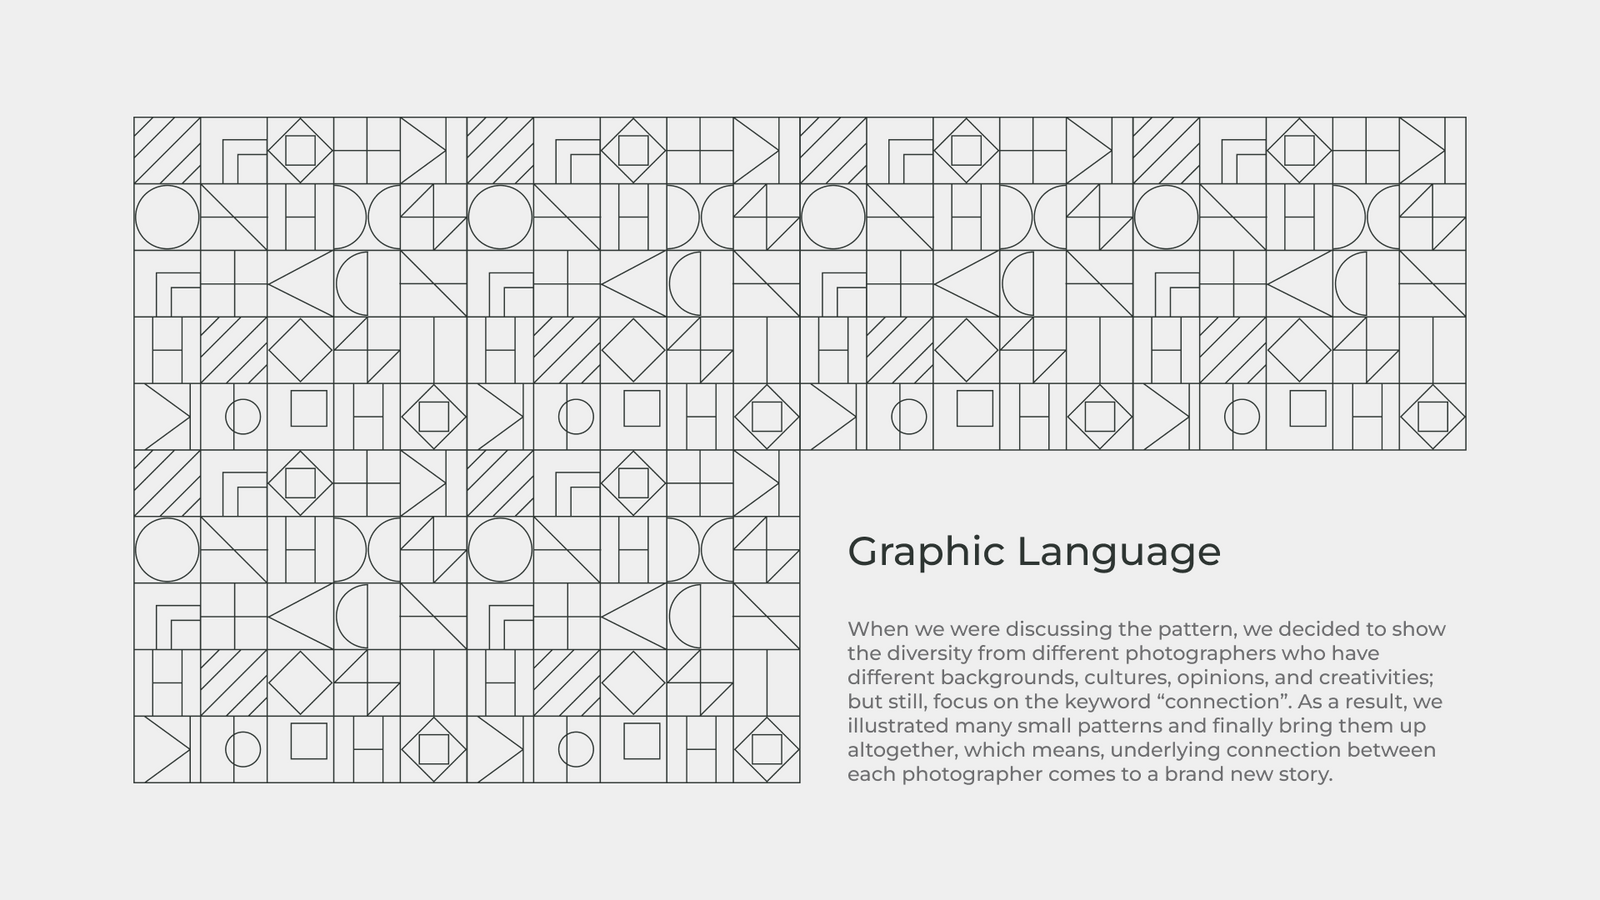 Graphic Language
When we were discussing the pattern, we decided to show
the diversity from different photographers who have
different backgrounds, cultures, opinions, and creativities;
but still, focus on the keyword “connection”. As a result, we
illustrated many small patterns and finally bring them up
altogether, which means, underlying connection between
each photographer comes to a brand new story.